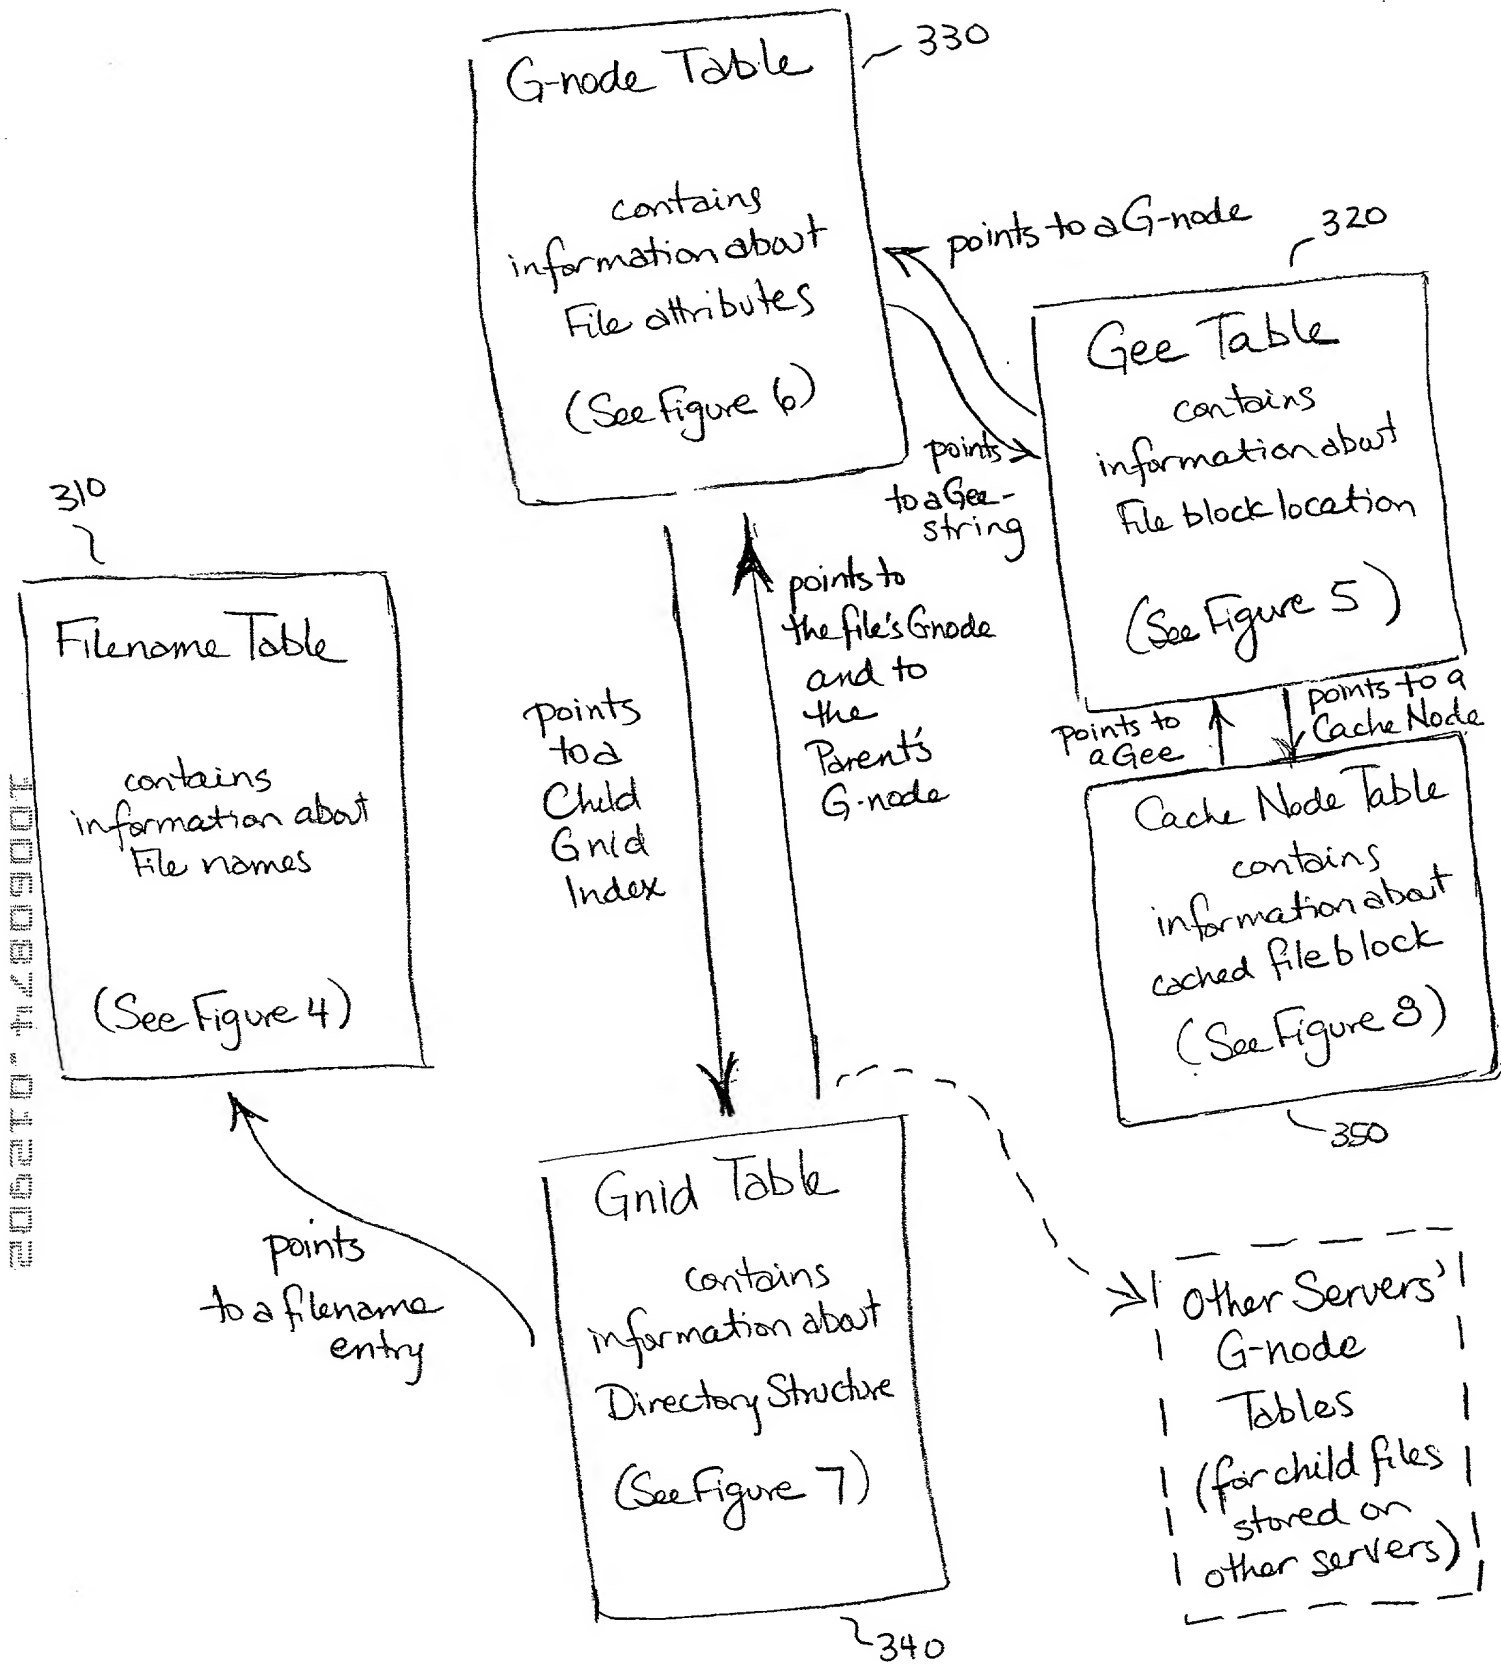 330
G-node Table
contains
information about
File attributes
(See Figure 6)
points to a G-node
320
Gee Table
contains
information about
File block location
(See Figure 5)
points
to a Gee-
string
310
Filename Table
contains
information about
File names
(See Figure 4)
points
to a
Child
Gnid
Index
points to
the file's Gnode
and to
the
Parent's
G-node
points to
a Gee
points to a
Cache Node
Cache Node Table
contains
information about
cached file block
(See Figure 8)
350
points
to a filename
entry
Gnid Table
contains
information about
Directory Structure
(See Figure 7)
340
Other Servers'
G-node
Tables
(for child files
stored on
other servers)
10060874.012902